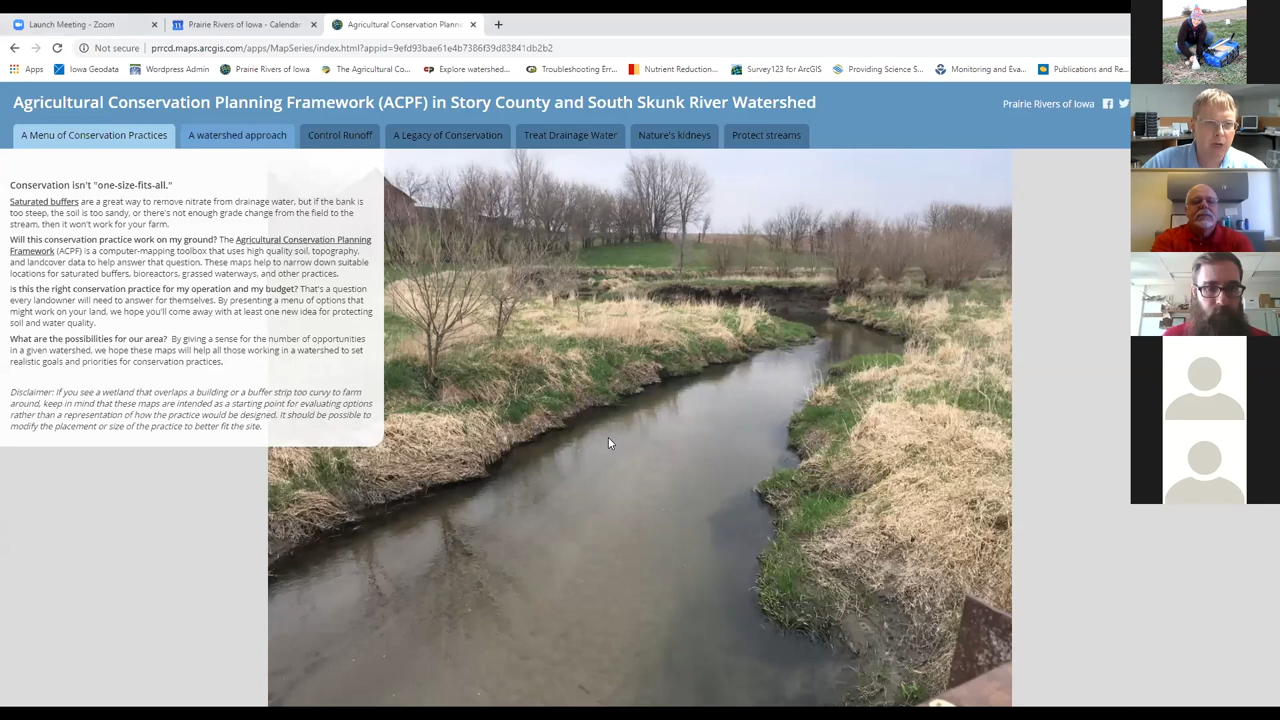 Launch Meeting - Zoom
Prairie Rivers of Iowa - Calenda
Agricultural Conservation Plann
Not secure
prrcd.maps.arcgis.com/apps/MapSeries/index.html?appid=9efd93bae61e4b7386f39d83841db2b2
Apps
Iowa Geodata
Wordpress Admin
Prairie Rivers of Iowa
The Agricultural Co...
Explore watershed...
Troubleshooting Err...
Nutrient Reduction...
Survey123 for ArcGIS
Providing Science S...
Monitoring and Eva...
Publications and Re...
Agricultural Conservation Planning Framework (ACPF) in Story County and South Skunk River Watershed
Prairie Rivers of Iowa
A Menu of Conservation Practices
A watershed approach
Control Runoff
A Legacy of Conservation
Treat Drainage Water
Nature's kidneys
Protect streams
Conservation isn't "one-size-fits-all."
Saturated buffers are a great way to remove nitrate from drainage water, but if the bank is
too steep, the soil is too sandy, or there's not enough grade change from the field to the
stream, then it won't work for your farm.
Will this conservation practice work on my ground? The Agricultural Conservation Planning
Framework (ACPF) is a computer-mapping toolbox that uses high quality soil, topography,
and landcover data to help answer that question. These maps help to narrow down suitable
locations for saturated buffers, bioreactors, grassed waterways, and other practices.
Is this the right conservation practice for my operation and my budget? That's a question
every landowner will need to answer for themselves. By presenting a menu of options that
might work on your land, we hope you'll come away with at least one new idea for protecting
soil and water quality.
What are the possibilities for our area? By giving a sense for the number of opportunities
in a given watershed, we hope these maps will help all those working in a watershed to set
realistic goals and priorities for conservation practices.
Disclaimer: If you see a wetland that overlaps a building or a buffer strip too curvy to farm
around, keep in mind that these maps are intended as a starting point for evaluating options
rather than a representation of how the practice would be designed. It should be possible to
modify the placement or size of the practice to better fit the site.